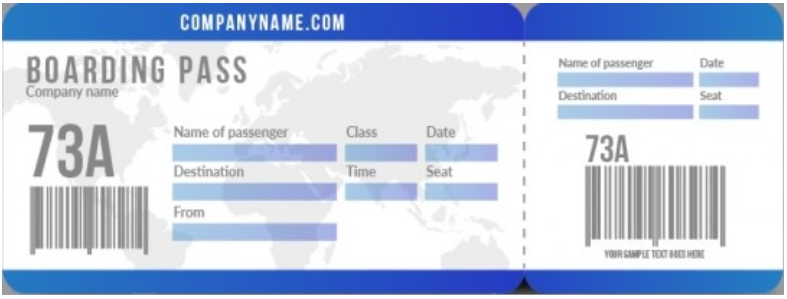 COMPANYNAME.COM
BOARDING PASS
Company name
73A
Name of passenger Class Date
Destination Time Seat
From
Name of passenger Date
Destination Seat
73A
YOUR SAMPLE TEXT GOES HERE